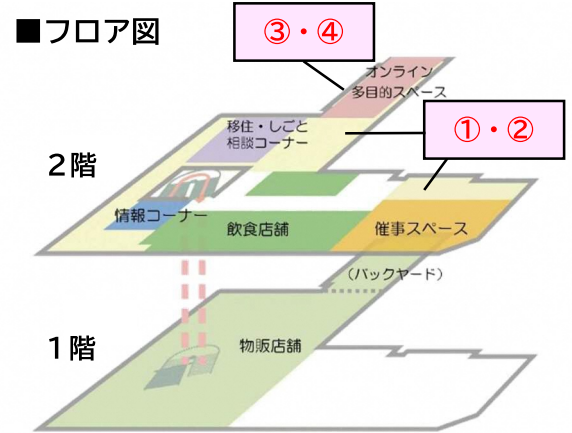 ■フロア図
③・④
オンライン
多目的スペース
移住・しごと
相談コーナー
①・②
2階
情報コーナー
飲食店舗
催事スペース
(バックヤード)
1階
物販店舗